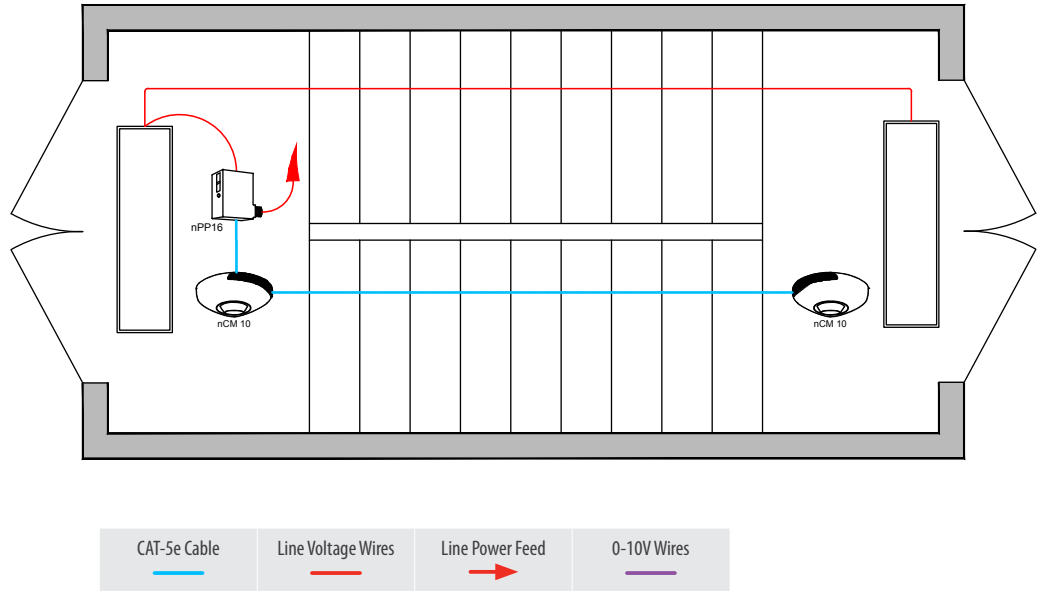 nPP16
nCM 10
nCM 10
CAT-5e Cable
Line Voltage Wires
Line Power Feed
0-10V Wires